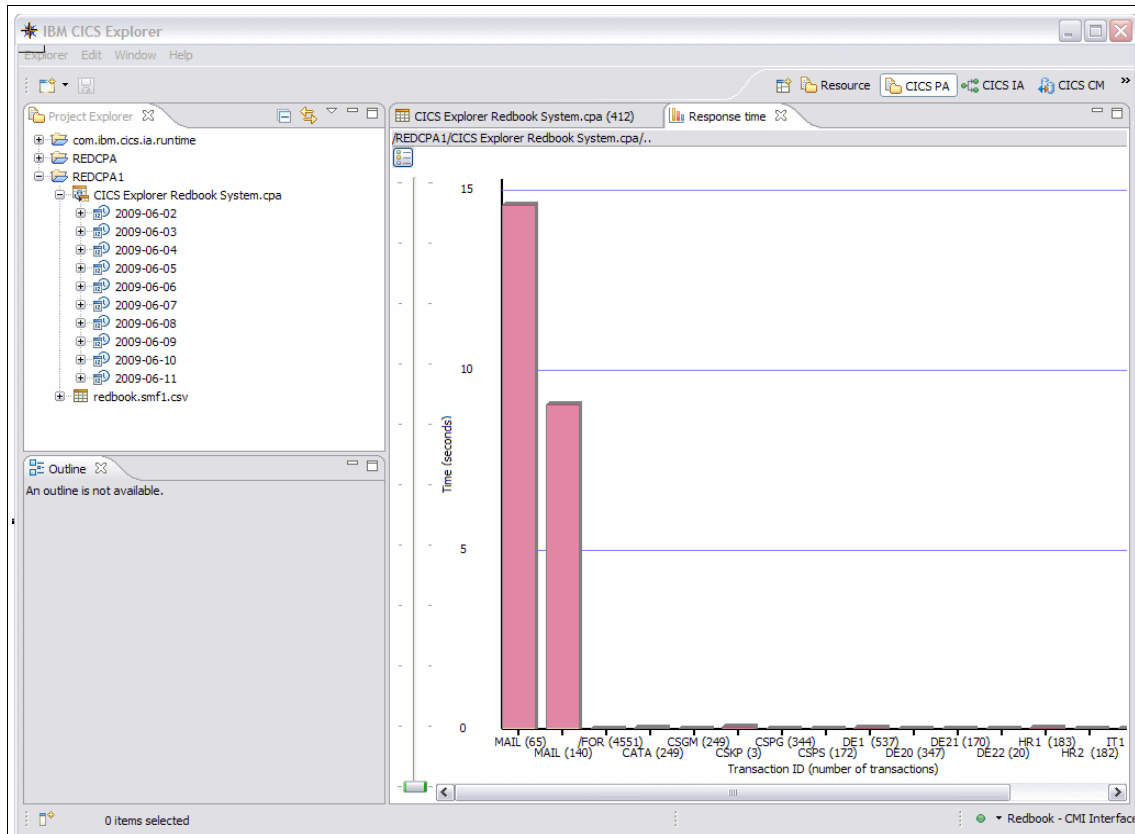 IBM CICS Explorer
Explorer Edit Window Help
Resource CICS PA CICS IA CICS CM »
Project Explorer
com.ibm.cics.ia.runtime
REDCPA
REDCPA1
CICS Explorer Redbook System.cpa
2009-06-02
2009-06-03
2009-06-04
2009-06-05
2009-06-06
2009-06-07
2009-06-08
2009-06-09
2009-06-10
2009-06-11
redbook.smf1.csv
Outline
An outline is not available.
CICS Explorer Redbook System.cpa (412) Response time
/REDCPA1/CICS Explorer Redbook System.cpa/..
15
10
5
0
Time (seconds)
MAIL (65) /FOR (4551) CSGM (249) CSPG (344) DE1 (537) DE21 (170) HR1 (183) IT1
MAIL (140) CATA (249) CSKP (3) CSPS (172) DE20 (347) DE22 (20) HR2 (182)
Transaction ID (number of transactions)
0 items selected
Redbook - CMI Interface